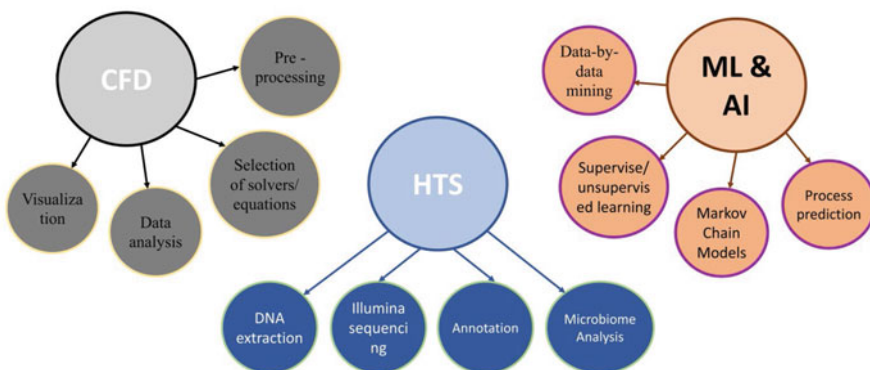 CFD
Pre -
processing
Selection
of solvers/
equations
Data
analysis
Visualiza
tion
HTS
DNA
extraction
Illumina
sequenci
ng
Annotation
Microbiome
Analysis
ML &
AI
Data-by-
data
mining
Supervise/
unsupervis
ed learning
Markov
Chain
Models
Process
prediction